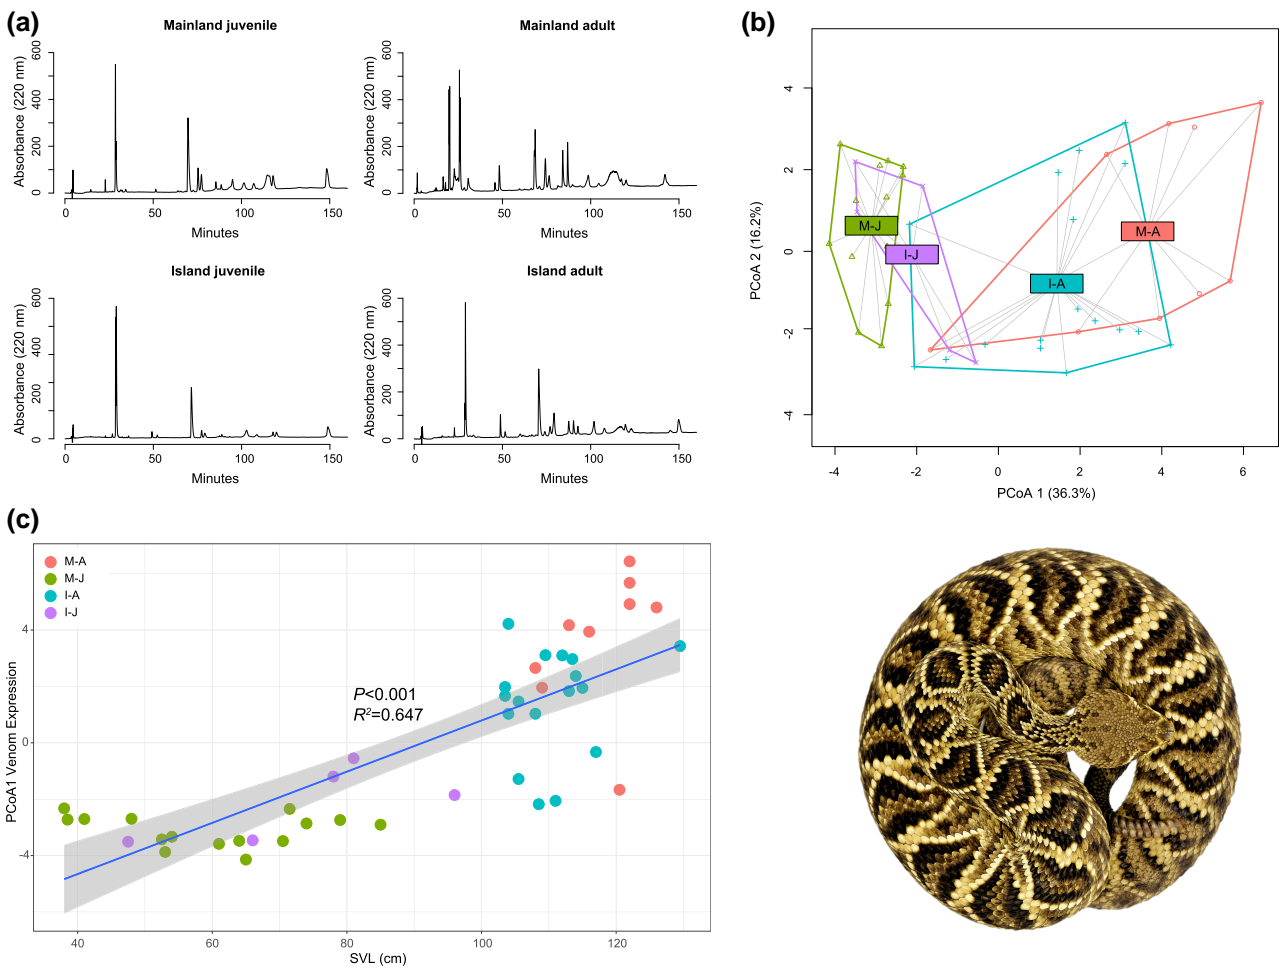 (a)
Mainland juvenile
Absorbance (220 nm)
0 200 400 600
0 50 100 150
Minutes
Mainland adult
Absorbance (220 nm)
0 200 400 600
0 50 100 150
Minutes
Island juvenile
Absorbance (220 nm)
0 200 400 600
0 50 100 150
Minutes
Island adult
Absorbance (220 nm)
0 200 400 600
0 50 100 150
Minutes
(b)
PCoA 2 (16.2%)
4
2
0
-2
-4
M-J
I-J
I-A
M-A
-4 -2 0 2 4 6
PCoA 1 (36.3%)
(c)
M-A
M-J
I-A
I-J
P<0.001
R²=0.647
PCoA1 Venom Expression
4
0
-4
40 60 80 100 120
SVL (cm)